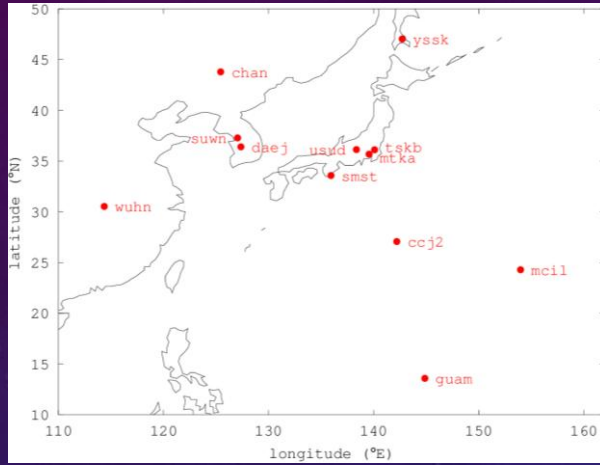 50
yssk
45
chan
40
suwn
daej
usud
tskb
mtka
35
smst
wuhn
30
ccj2
25
mcil
20
15
guam
10
110 120 130 140 150 160
latitude (°N)
longitude (°E)